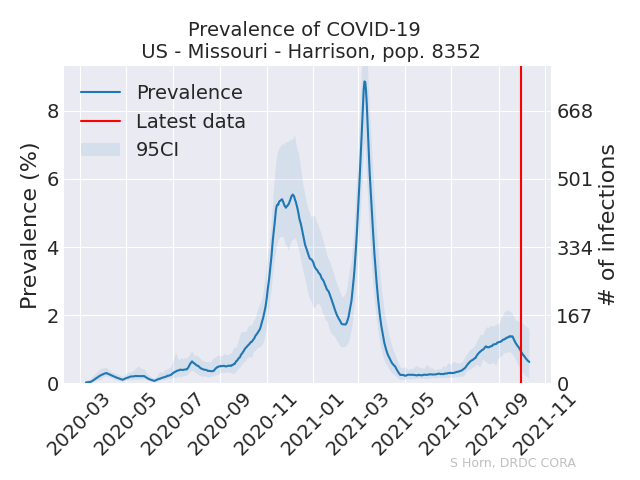 Prevalence of COVID-19
US - Missouri - Harrison, pop. 8352
Prevalence
Latest data
95CI
Prevalence (%)
8
6
4
2
0
# of infections
668
501
334
167
0
2020-03
2020-05
2020-07
2020-09
2020-11
2021-01
2021-03
2021-05
2021-07
2021-09
2021-11
S Horn, DRDC CORA